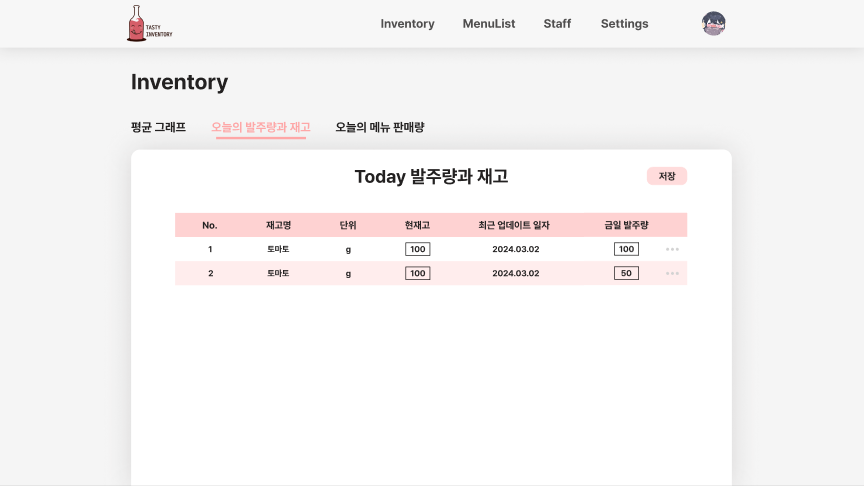 TASTY
INVENTORY
Inventory MenuList Staff Settings
Inventory
평균 그래프 오늘의 발주량과 재고 오늘의 메뉴 판매량
Today 발주량과 재고 저장
No. 재고명 단위 현재고 최근 업데이트 일자 금일 발주량
1 토마토 g 100 2024.03.02 100
2 토마토 g 100 2024.03.02 50